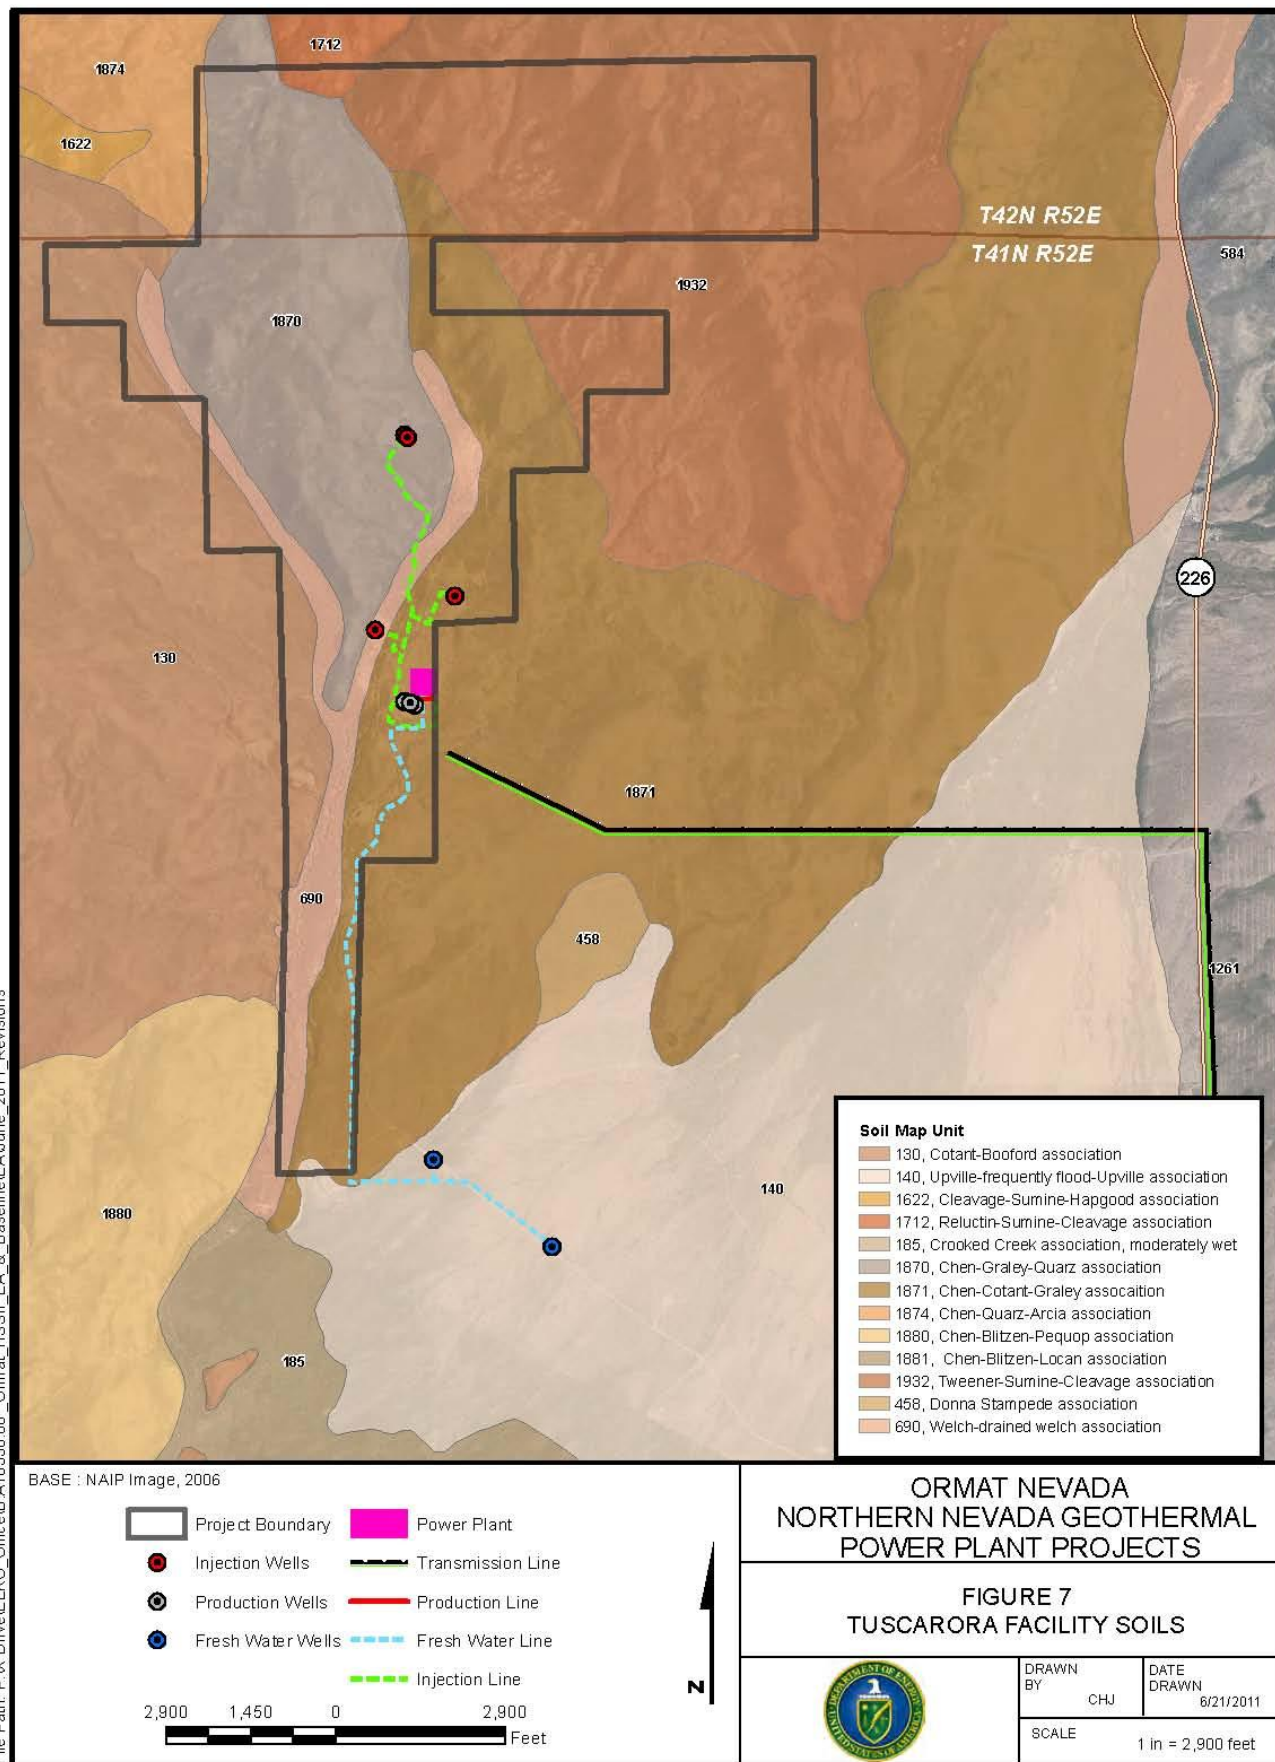 1712
1874
1622
T42N R52E
T41N R52E
584
1932
1870
226
130
1871
690
458
1261
1880
140
185
Soil Map Unit
130, Cotant-Booford association
140, Upville-frequently flood-Upville association
1622, Cleavage-Sumine-Hapgood association
1712, Reluctin-Sumine-Cleavage association
185, Crooked Creek association, moderately wet
1870, Chen-Graley-Quarz association
1871, Chen-Cotant-Graley assocaition
1874, Chen-Quarz-Arcia association
1880, Chen-Blitzen-Pequop association
1881, Chen-Blitzen-Locan association
1932, Tweener-Sumine-Cleavage association
458, Donna Stampede association
690, Welch-drained welch association
BASE : NAIP Image, 2006
Project Boundary
Power Plant
Injection Wells
Transmission Line
Production Wells
Production Line
Fresh Water Wells
Fresh Water Line
Injection Line
2,900 1,450 0 2,900
Feet
N
ORMAT NEVADA
NORTHERN NEVADA GEOTHERMAL
POWER PLANT PROJECTS
FIGURE 7
TUSCARORA FACILITY SOILS
DEPARTMENT OF ENERGY
UNITED STATES OF AMERICA
DRAWN
BY
CHJ
DATE
DRAWN
6/21/2011
SCALE
1 in = 2,900 feet